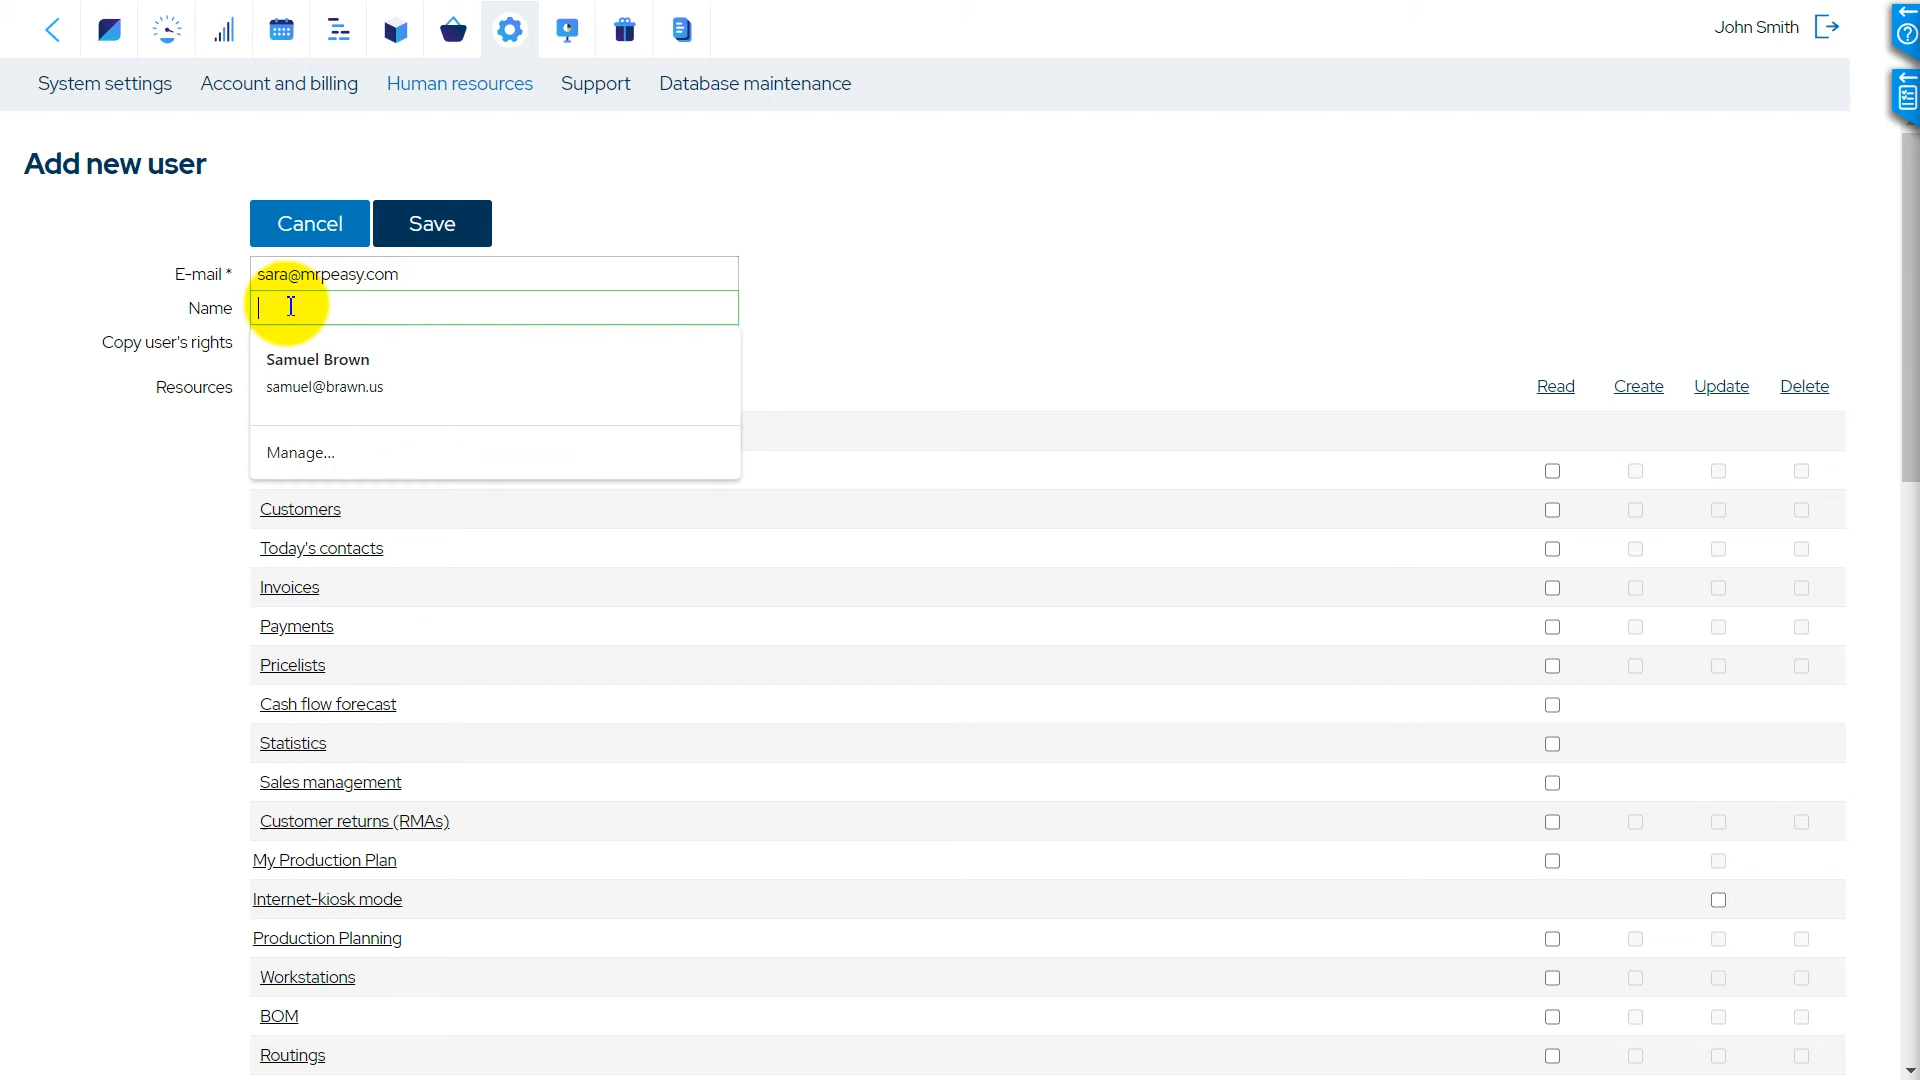 John Smith
System settings Account and billing Human resources Support Database maintenance
Add new user
Cancel Save
E-mail * sara@mrpeasy.com
Name
Copy user's rights
Samuel Brown
samuel@brawn.us
Resources Read Create Update Delete
Manage...
Customers
Today's contacts
Invoices
Payments
Pricelists
Cash flow forecast
Statistics
Sales management
Customer returns (RMAs)
My Production Plan
Internet-kiosk mode
Production Planning
Workstations
BOM
Routings